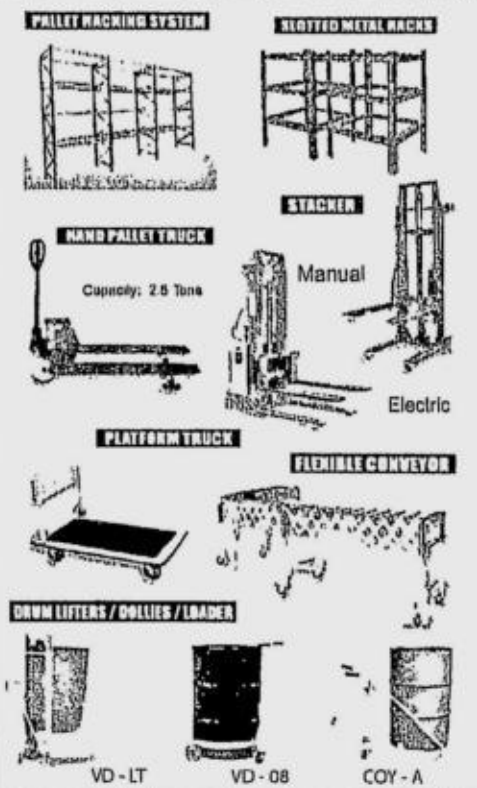 PALLET RACKING SYSTEM
SLOTTED METAL RACKS
STACKER
HAND PALLET TRUCK
Manual
Capacity: 2.5 Tons
Electric
PLATFORM TRUCK
FLEXIBLE CONVEYOR
DRUM LIFTERS / DOLLIES / LOADER
VD - LT
VD - 08
COY - A